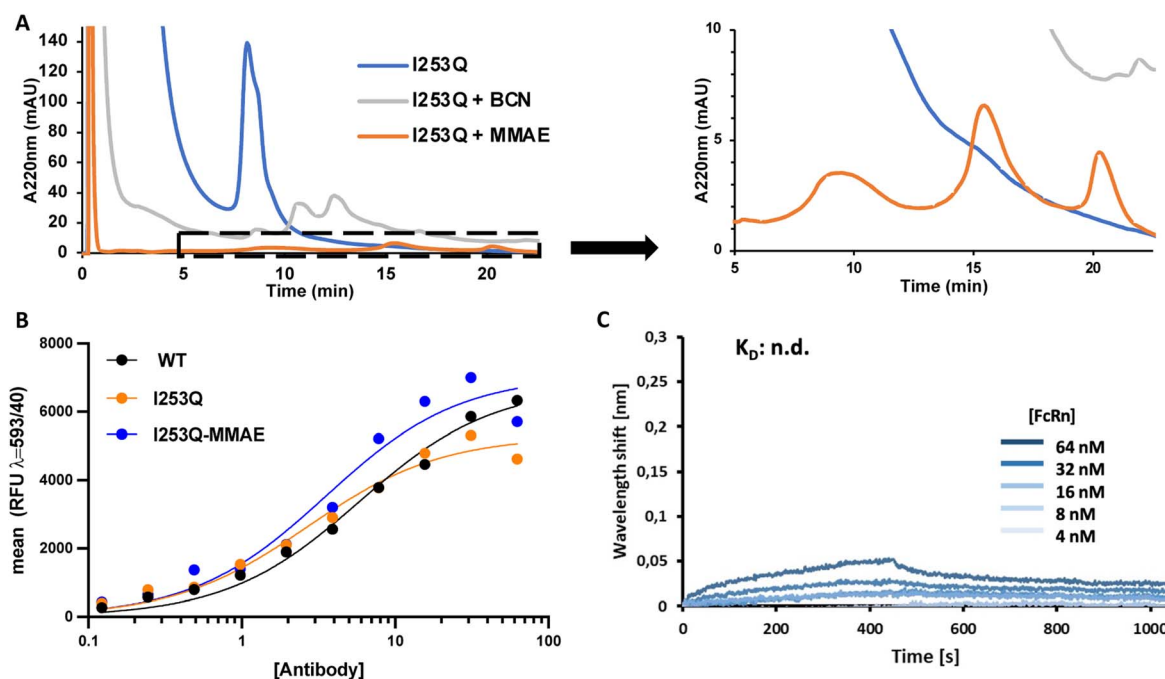 A
A220nm (mAU)
140
120
100
80
60
40
20
0
0
5
10
15
20
Time (min)
I253Q
I253Q + BCN
I253Q + MMAE
A220nm (mAU)
10
5
0
5
10
15
20
Time (min)
B
mean (RFU λ=593/40)
8000
6000
4000
2000
0
0.1
1
10
100
[Antibody]
WT
I253Q
I253Q-MMAE
C
K_D: n.d.
Wavelength shift [nm]
0,3
0,25
0,2
0,15
0,1
0,05
0
0
200
400
600
800
1000
Time [s]
[FcRn]
64 nM
32 nM
16 nM
8 nM
4 nM